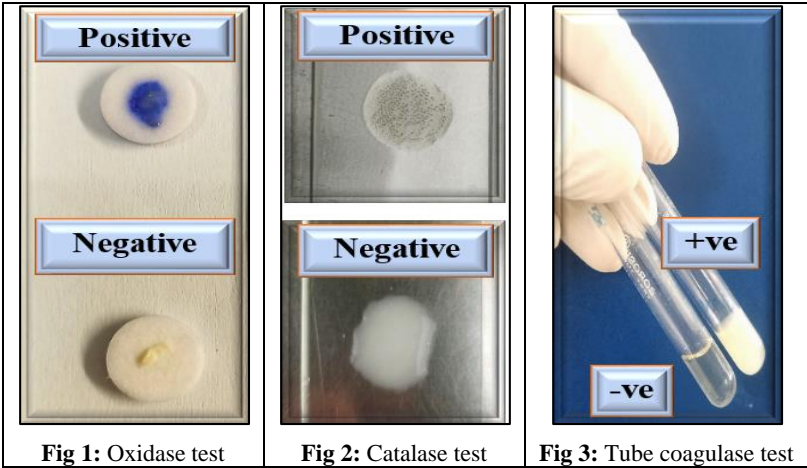 Positive
Negative
Fig 1: Oxidase test
Positive
Negative
Fig 2: Catalase test
+ve
-ve
Fig 3: Tube coagulase test